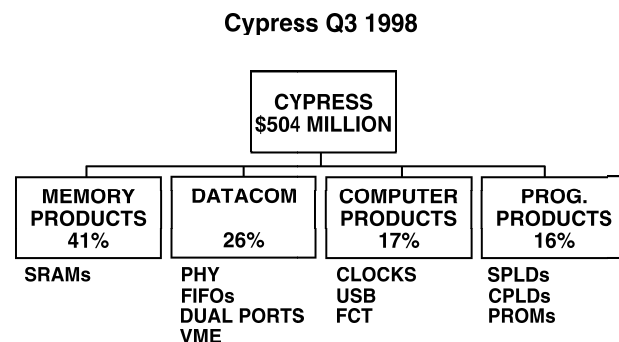 Cypress Q3 1998
CYPRESS
$504 MILLION
MEMORY
PRODUCTS
41%
SRAMs
DATACOM
26%
PHY
FIFOs
DUAL PORTS
VME
COMPUTER
PRODUCTS
17%
CLOCKS
USB
FCT
PROG.
PRODUCTS
16%
SPLDs
CPLDs
PROMs